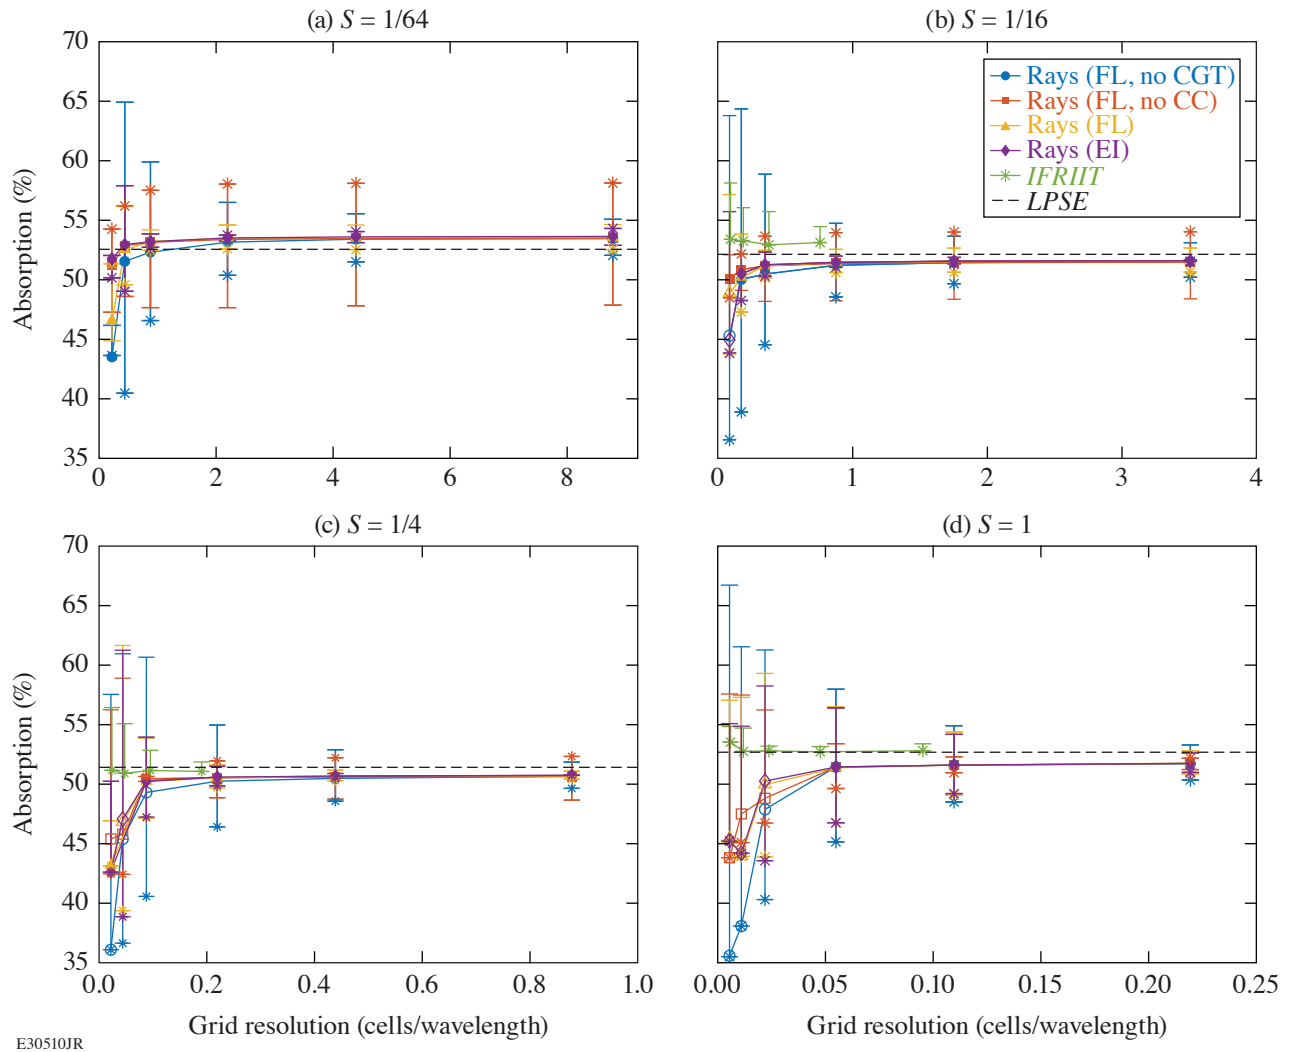 (a) S = 1/64
(b) S = 1/16
70
65
60
55
50
45
40
35
Absorption (%)
0
2
4
6
8
0
1
2
3
4
Rays (FL, no CGT)
Rays (FL, no CC)
Rays (FL)
Rays (EI)
IFRIIT
LPSE
(c) S = 1/4
(d) S = 1
70
65
60
55
50
45
40
35
Absorption (%)
0.0
0.2
0.4
0.6
0.8
1.0
0.00
0.05
0.10
0.15
0.20
0.25
Grid resolution (cells/wavelength)
Grid resolution (cells/wavelength)
E30510JR